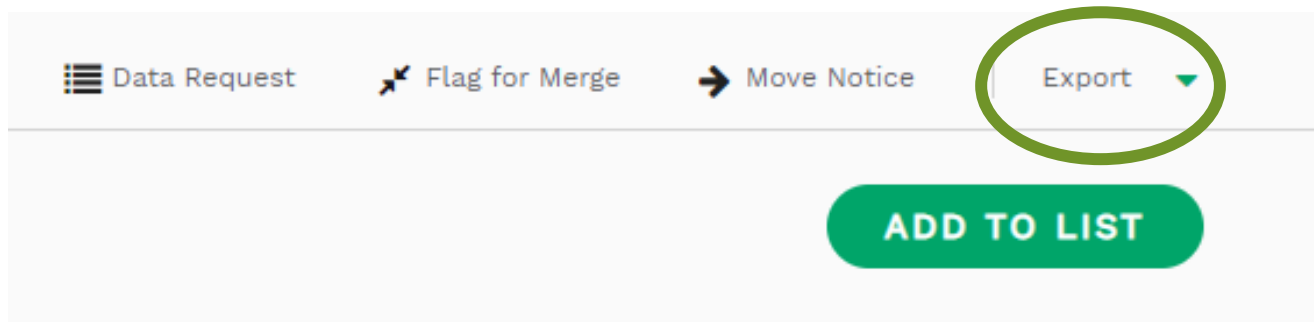 Data Request Flag for Merge Move Notice Export
ADD TO LIST